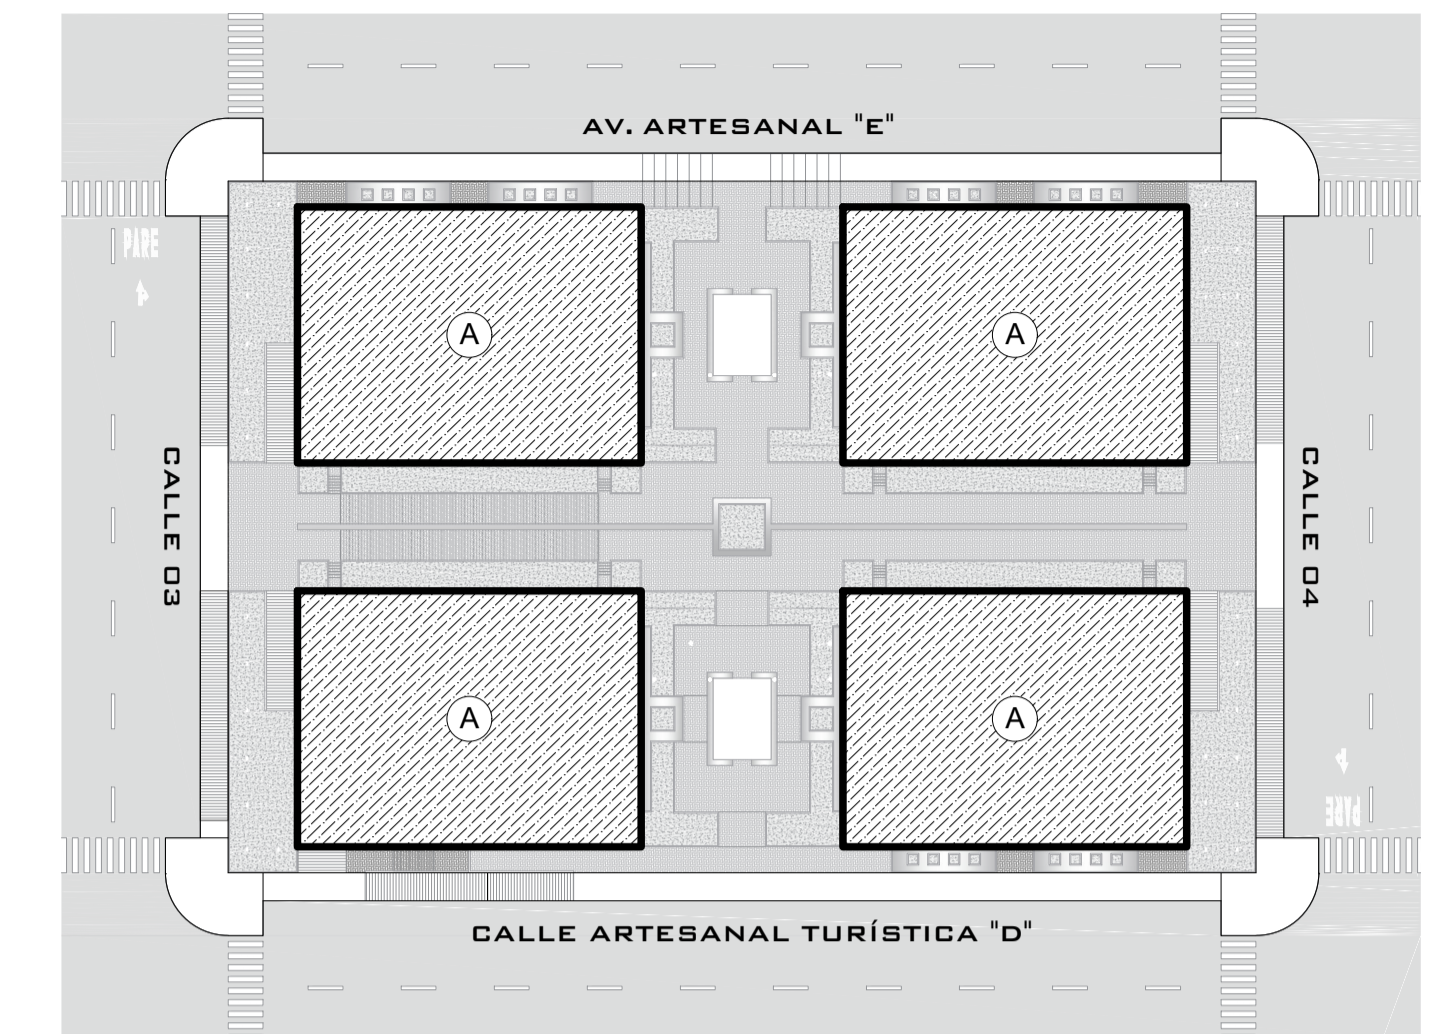 AV. ARTESANAL "E"
PARE
A
A
CALLE 03
CALLE 04
A
A
PARE
CALLE ARTESANAL TURÍSTICA "D"